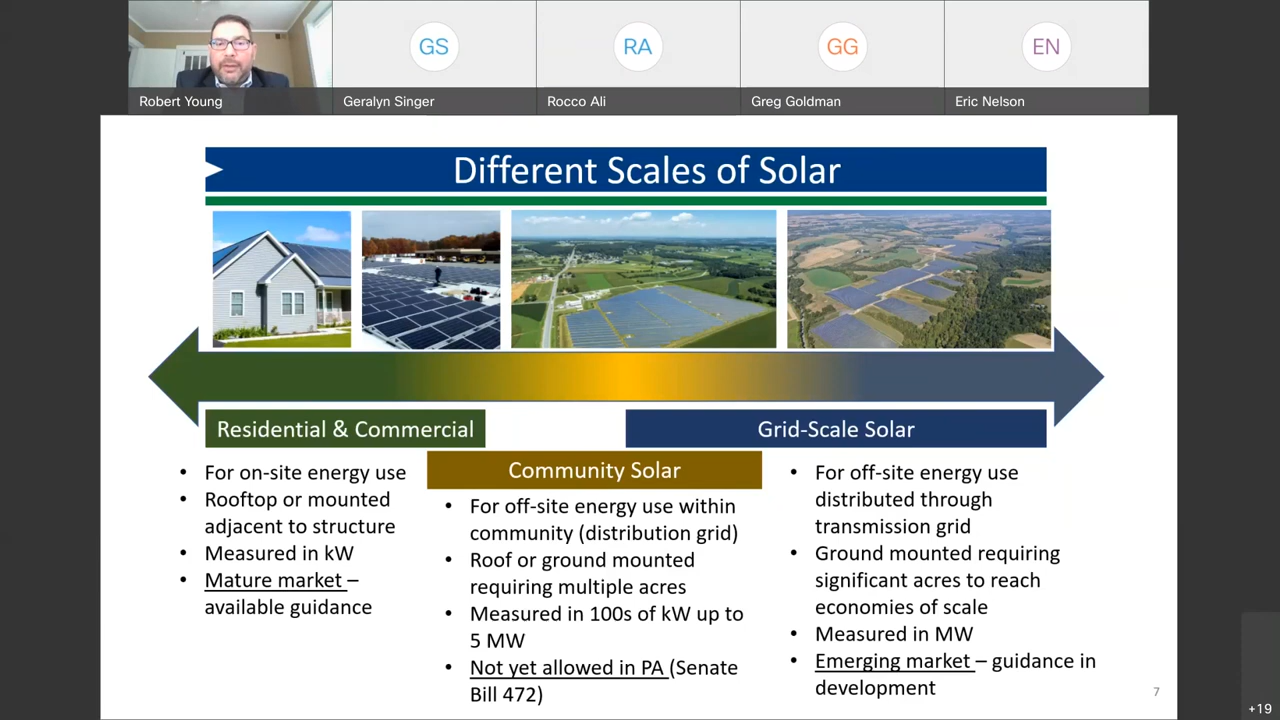 GS
RA
GG
EN
Robert Young
Geralyn Singer
Rocco Ali
Greg Goldman
Eric Nelson
Different Scales of Solar
Residential & Commercial
• For on-site energy use
• Rooftop or mounted
adjacent to structure
• Measured in kW
• Mature market –
available guidance
Community Solar
• For off-site energy use within
community (distribution grid)
• Roof or ground mounted
requiring multiple acres
• Measured in 100s of kW up to
5 MW
• Not yet allowed in PA (Senate
Bill 472)
Grid-Scale Solar
• For off-site energy use
distributed through
transmission grid
• Ground mounted requiring
significant acres to reach
economies of scale
• Measured in MW
• Emerging market – guidance in
development
7
+19